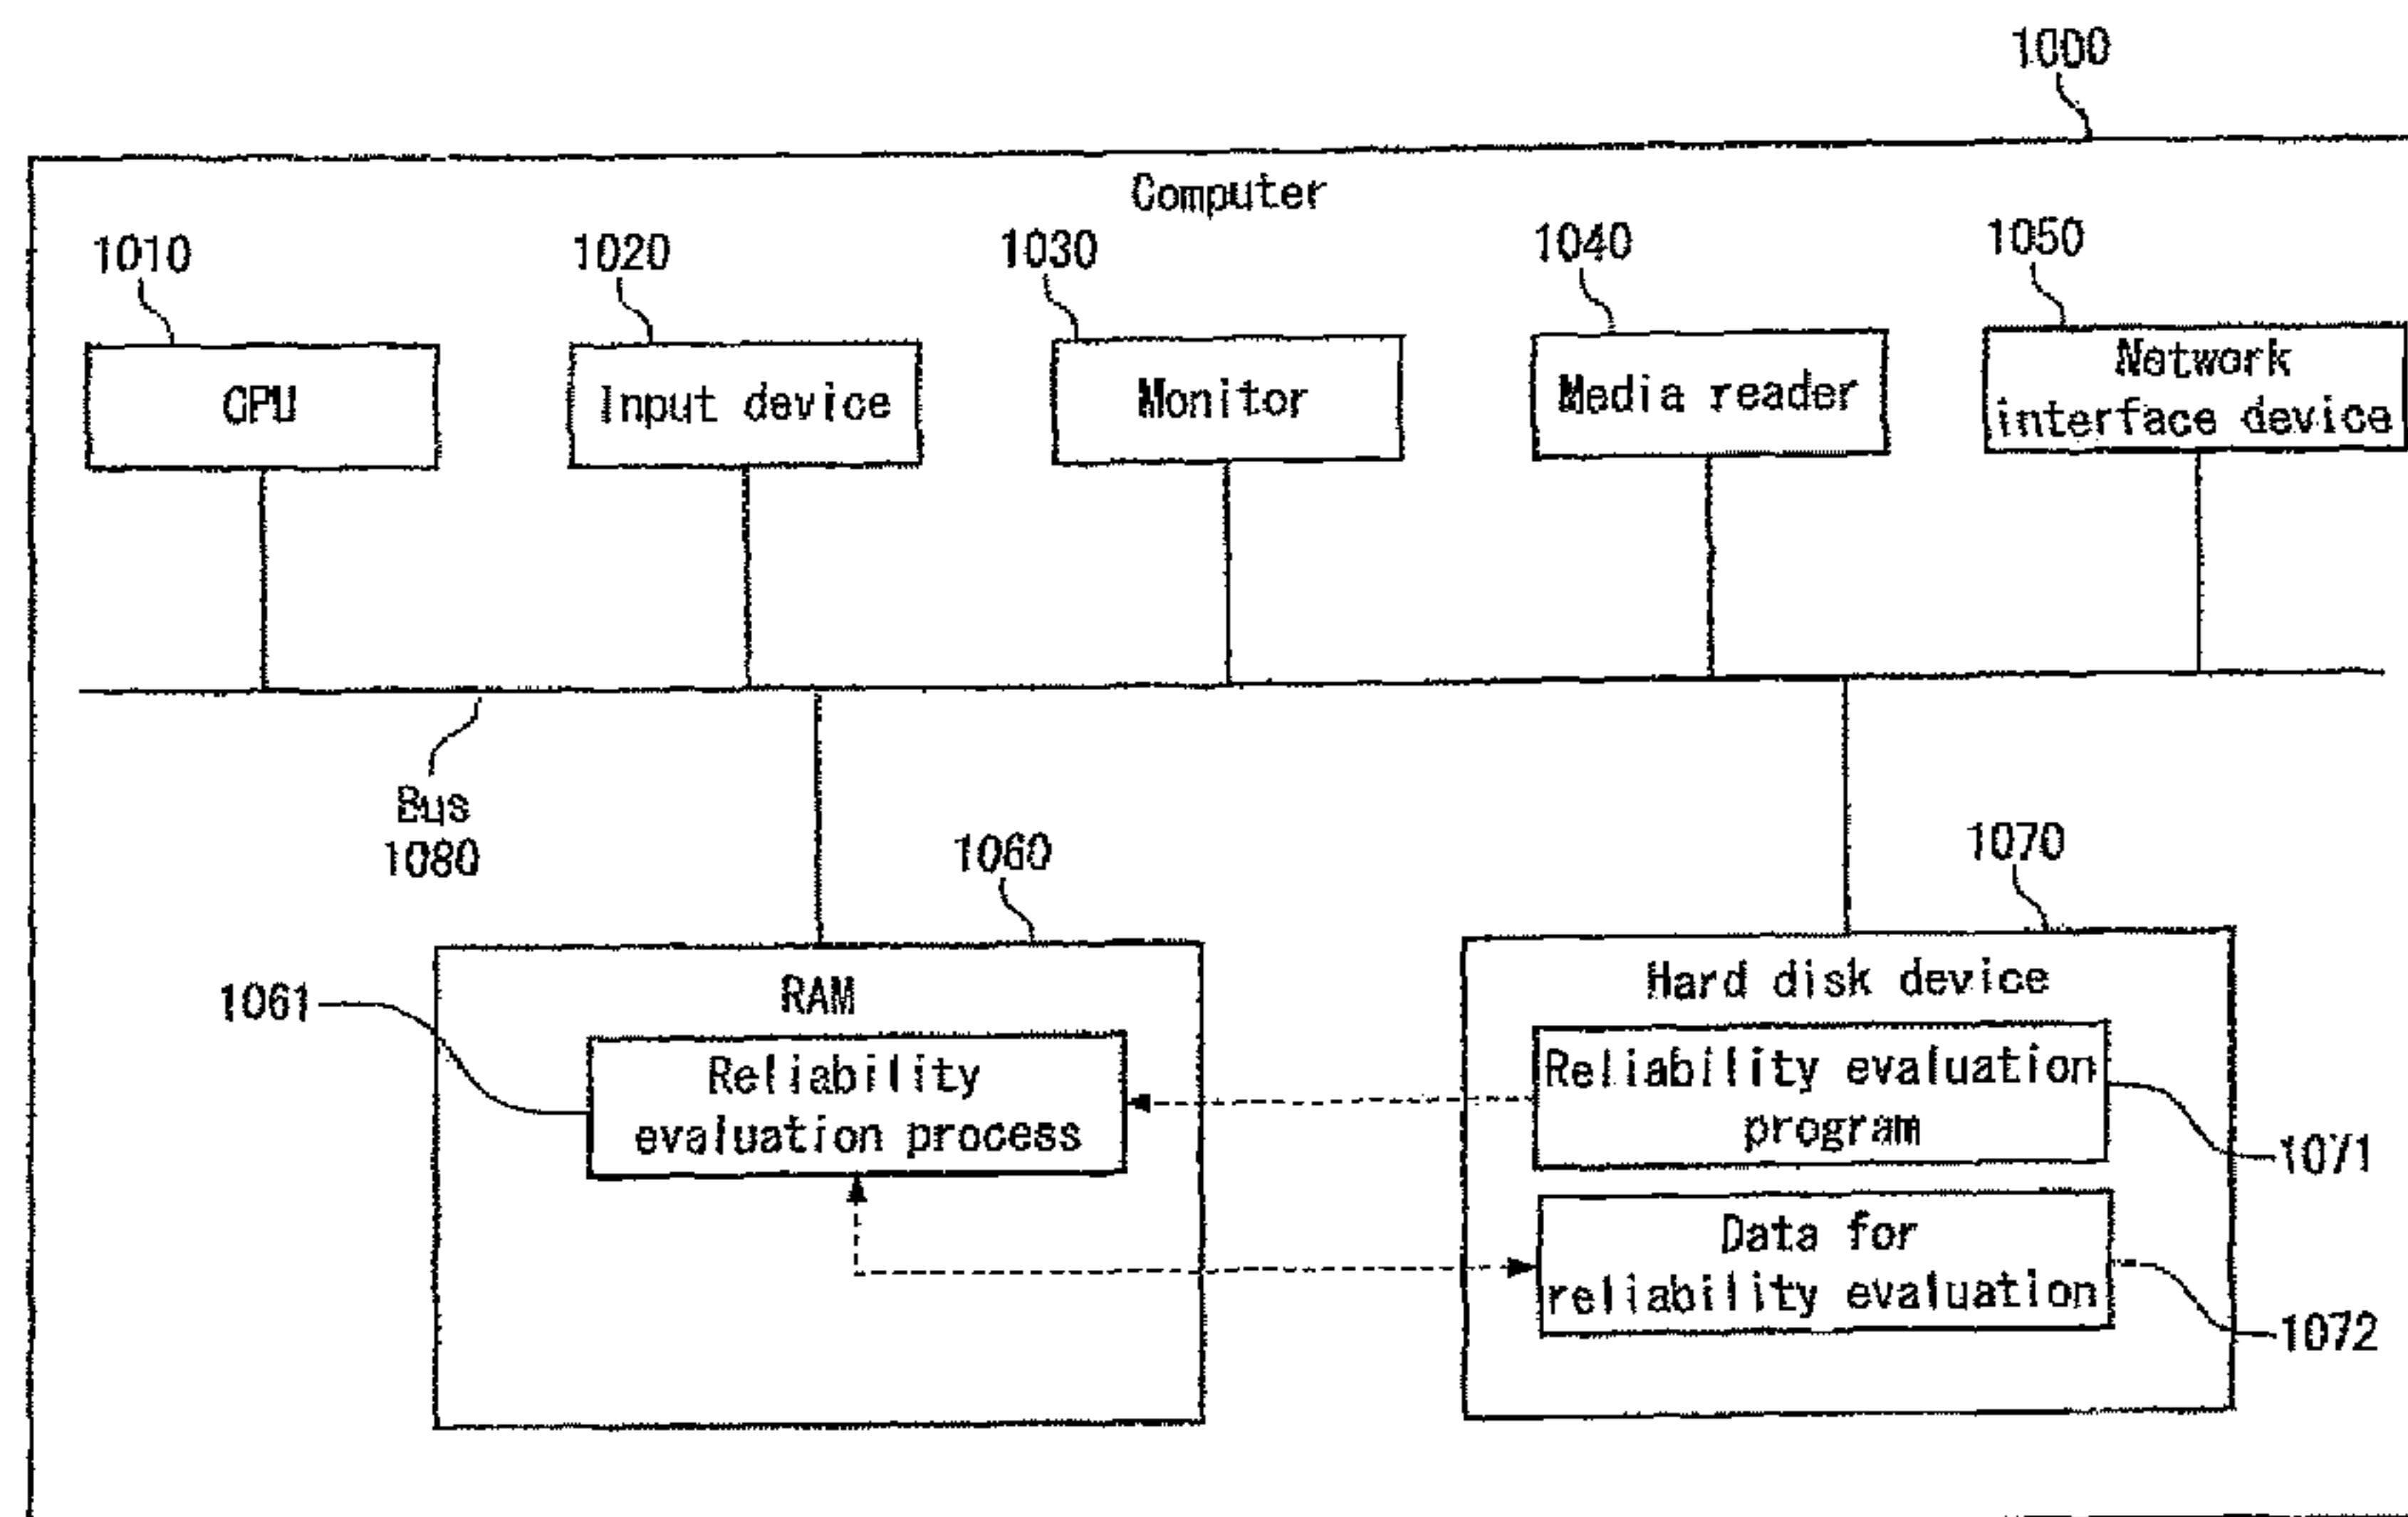 1000
Computer
1010
1020
1030
1040
1050
CPU
Input device
Monitor
Media reader
Network
interface device
Bus
1080
1060
1070
1061
RAM
Hard disk device
Reliability
evaluation process
Reliability evaluation
program
1071
Data for
reliability evaluation
1072